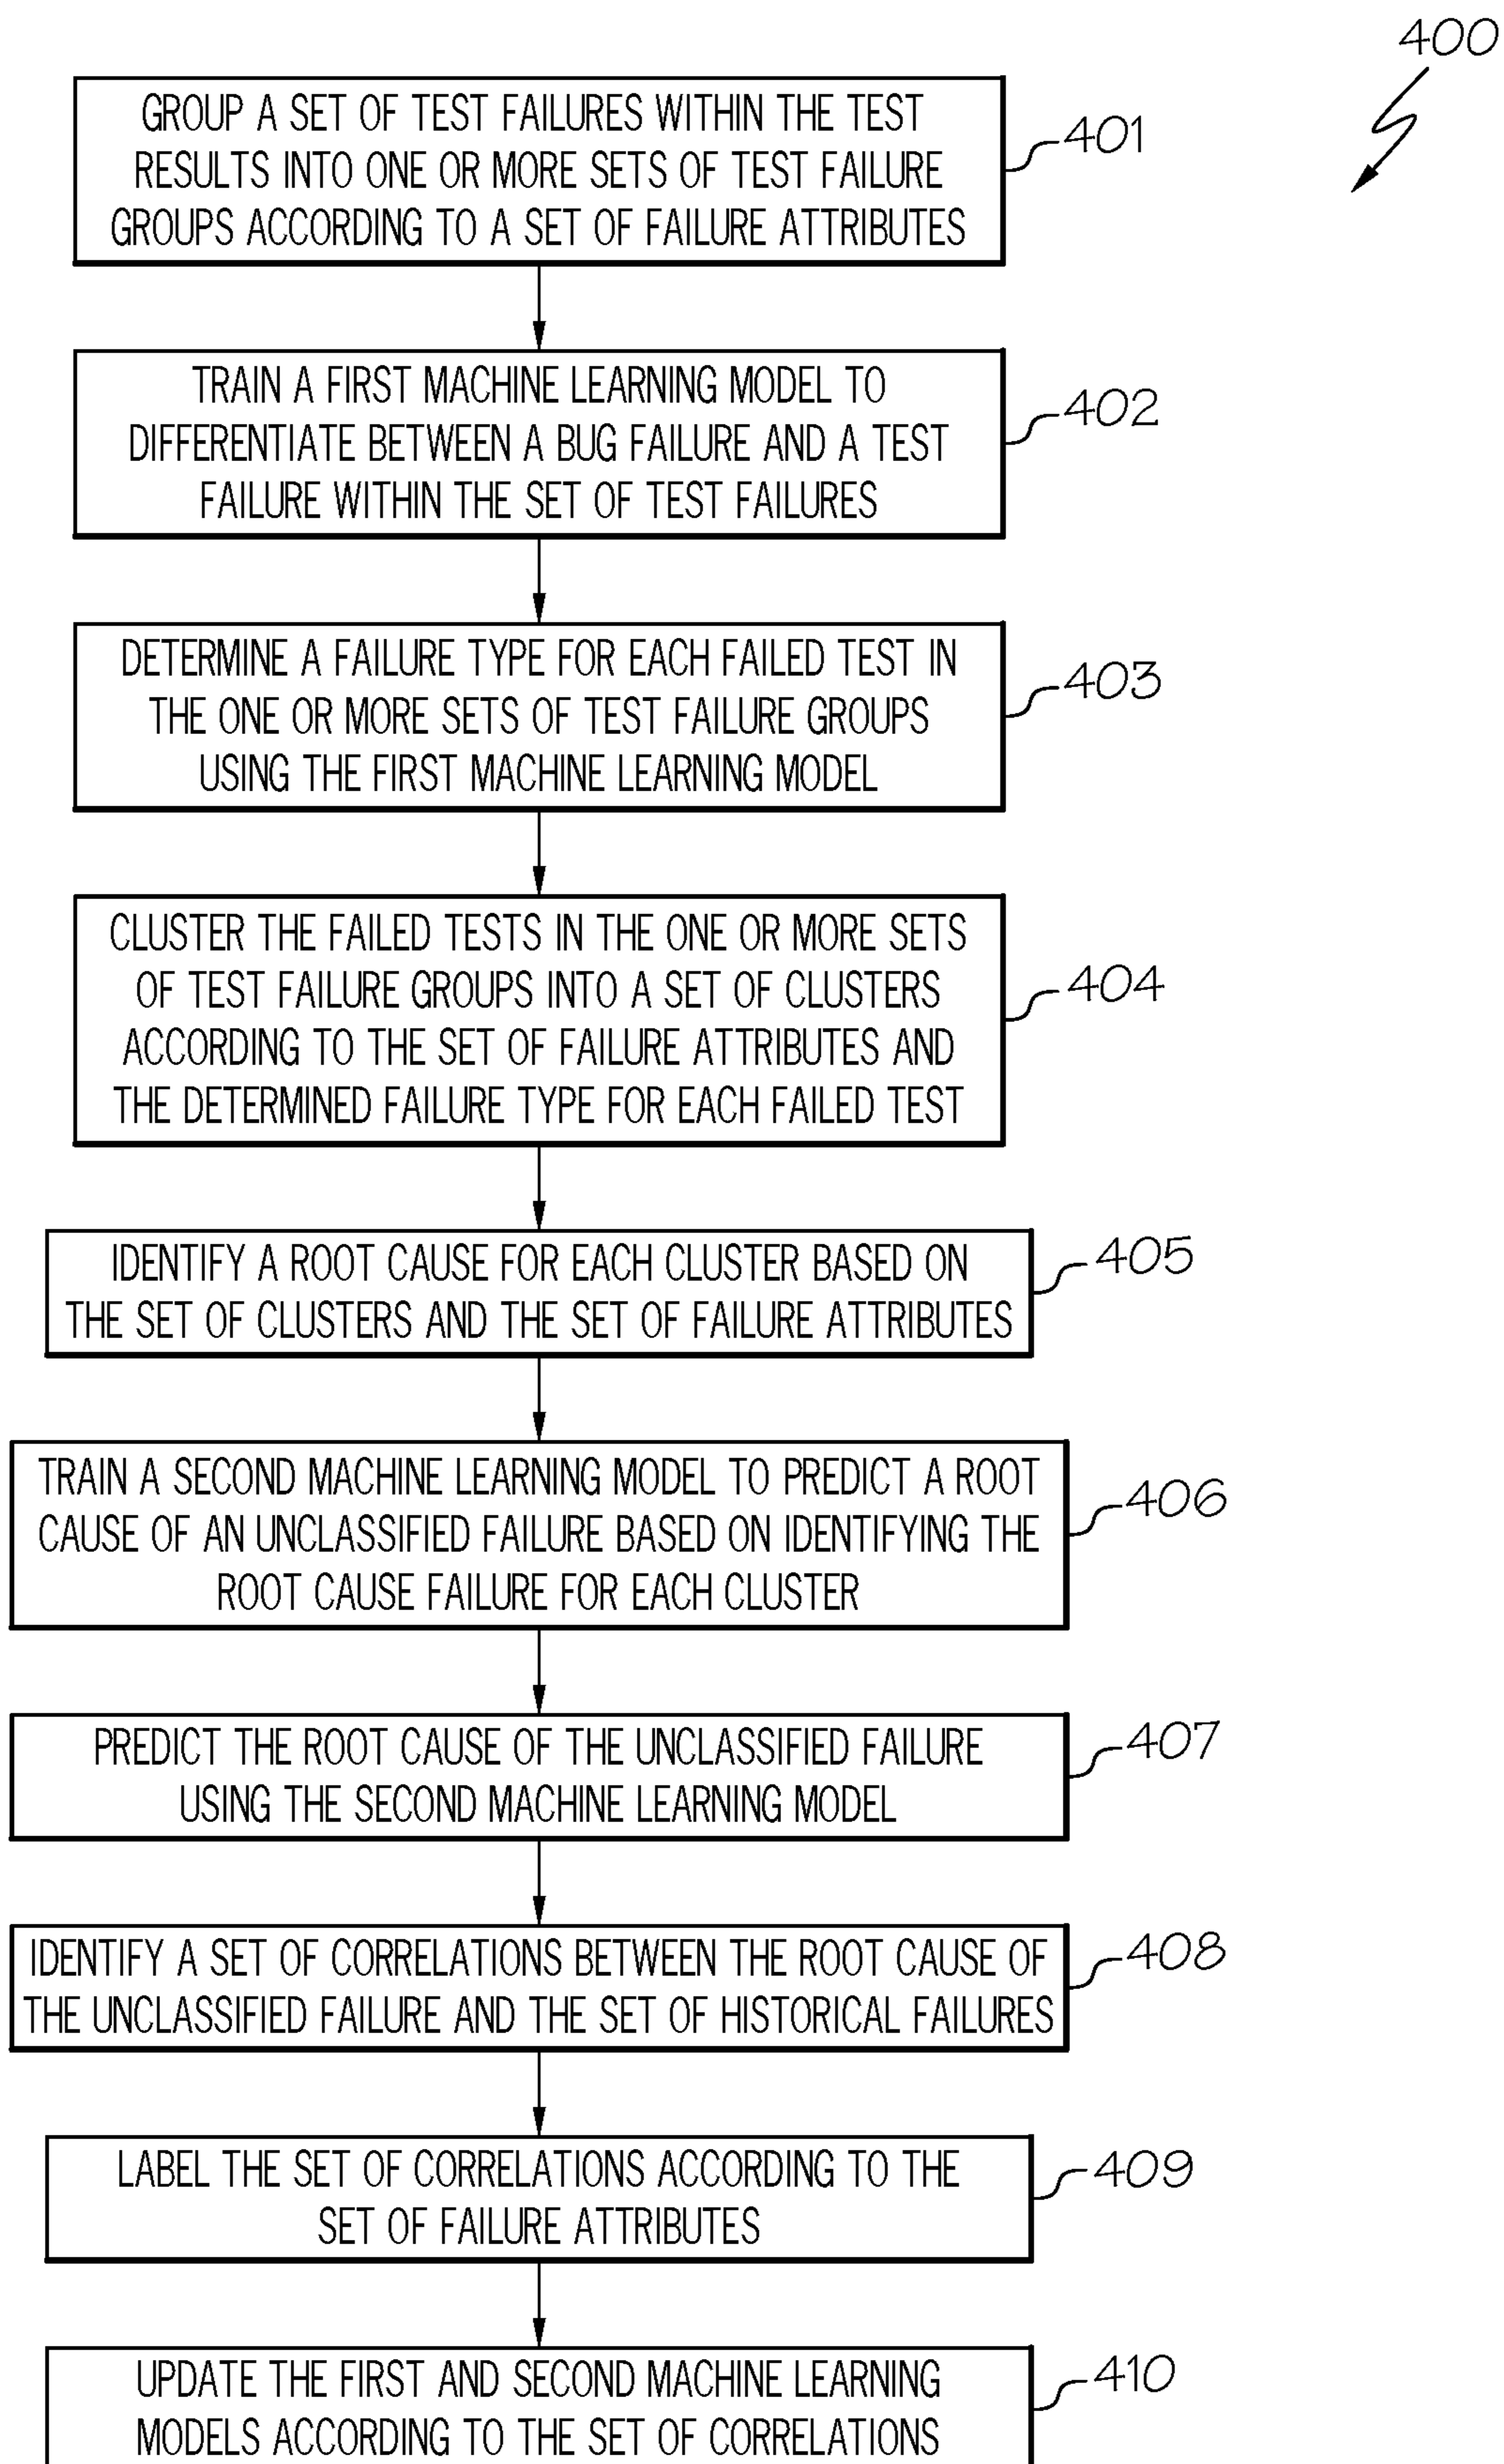 400
GROUP A SET OF TEST FAILURES WITHIN THE TEST
RESULTS INTO ONE OR MORE SETS OF TEST FAILURE
GROUPS ACCORDING TO A SET OF FAILURE ATTRIBUTES
401
TRAIN A FIRST MACHINE LEARNING MODEL TO
DIFFERENTIATE BETWEEN A BUG FAILURE AND A TEST
FAILURE WITHIN THE SET OF TEST FAILURES
402
DETERMINE A FAILURE TYPE FOR EACH FAILED TEST IN
THE ONE OR MORE SETS OF TEST FAILURE GROUPS
USING THE FIRST MACHINE LEARNING MODEL
403
CLUSTER THE FAILED TESTS IN THE ONE OR MORE SETS
OF TEST FAILURE GROUPS INTO A SET OF CLUSTERS
ACCORDING TO THE SET OF FAILURE ATTRIBUTES AND
THE DETERMINED FAILURE TYPE FOR EACH FAILED TEST
404
IDENTIFY A ROOT CAUSE FOR EACH CLUSTER BASED ON
THE SET OF CLUSTERS AND THE SET OF FAILURE ATTRIBUTES
405
TRAIN A SECOND MACHINE LEARNING MODEL TO PREDICT A ROOT
CAUSE OF AN UNCLASSIFIED FAILURE BASED ON IDENTIFYING THE
ROOT CAUSE FAILURE FOR EACH CLUSTER
406
PREDICT THE ROOT CAUSE OF THE UNCLASSIFIED FAILURE
USING THE SECOND MACHINE LEARNING MODEL
407
IDENTIFY A SET OF CORRELATIONS BETWEEN THE ROOT CAUSE OF
THE UNCLASSIFIED FAILURE AND THE SET OF HISTORICAL FAILURES
408
LABEL THE SET OF CORRELATIONS ACCORDING TO THE
SET OF FAILURE ATTRIBUTES
409
UPDATE THE FIRST AND SECOND MACHINE LEARNING
MODELS ACCORDING TO THE SET OF CORRELATIONS
410